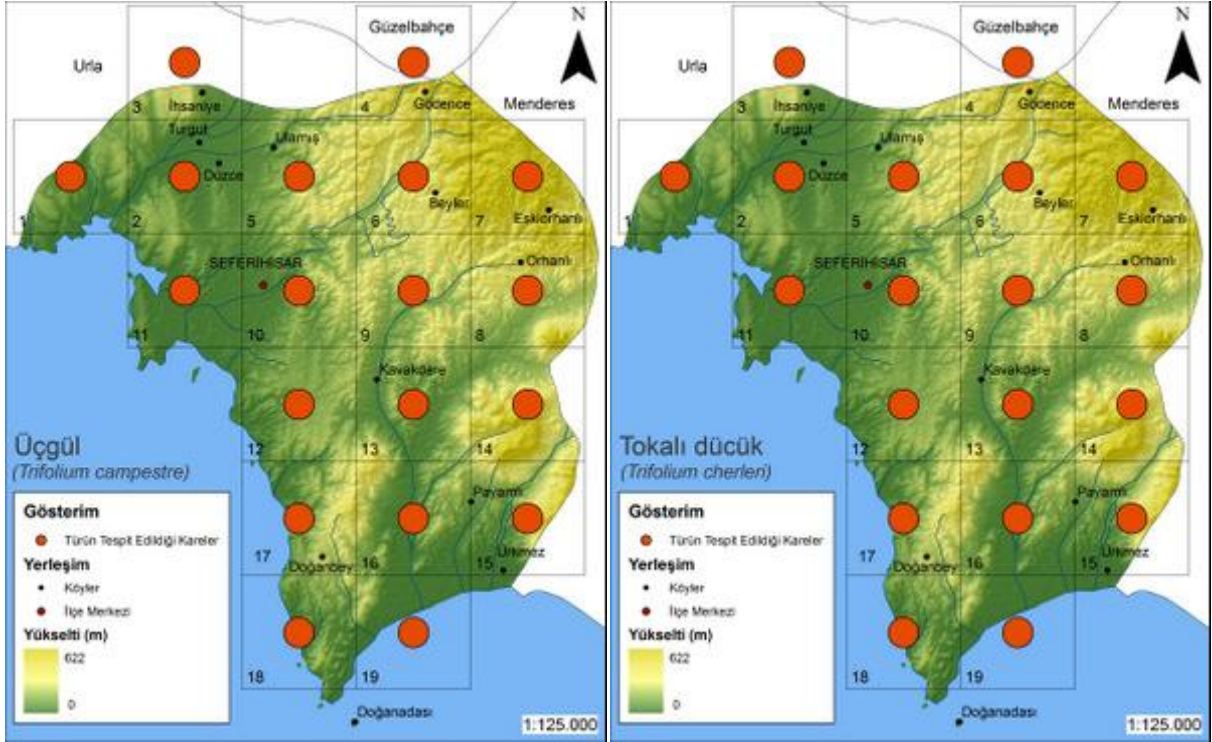 N
Güzelbahçe
Urla
Menderes
3
İhsaniye
4
Gödence
Turgut
Ulamış
Düzce
Beyler
Eskiorhanlı
1
2
5
6
7
SEFERİHİSAR
Orhanlı
11
10
9
8
Kavakdere
Üçgül
(Trifolium campestre)
12
13
14
Gösterim
Türün Tespit Edildiği Kareler
Yerleşim
Köyler
İlçe Merkezi
Yükselti (m)
622
0
Payamlı
17
Doğanbey
16
15
Ürkmez
18
19
Doğanadası
1:125.000
N
Güzelbahçe
Urla
Menderes
3
İhsaniye
4
Gödence
Turgut
Ulamış
Düzce
Beyler
Eskiorhanlı
1
2
5
6
7
SEFERİHİSAR
Orhanlı
11
10
9
8
Kavakdere
Tokalı dücük
(Trifolium cherleri)
12
13
14
Gösterim
Türün Tespit Edildiği Kareler
Yerleşim
Köyler
İlçe Merkezi
Yükselti (m)
622
0
Payamlı
17
Doğanbey
16
15
Ürkmez
18
19
Doğanadası
1:125.000